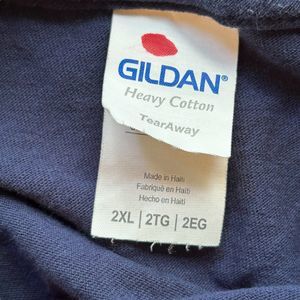 GILDAN®
Heavy Cotton
TearAway
Made in Haiti
Fabriqué en Haïti
Hecho en Haití
2XL | 2TG | 2EG